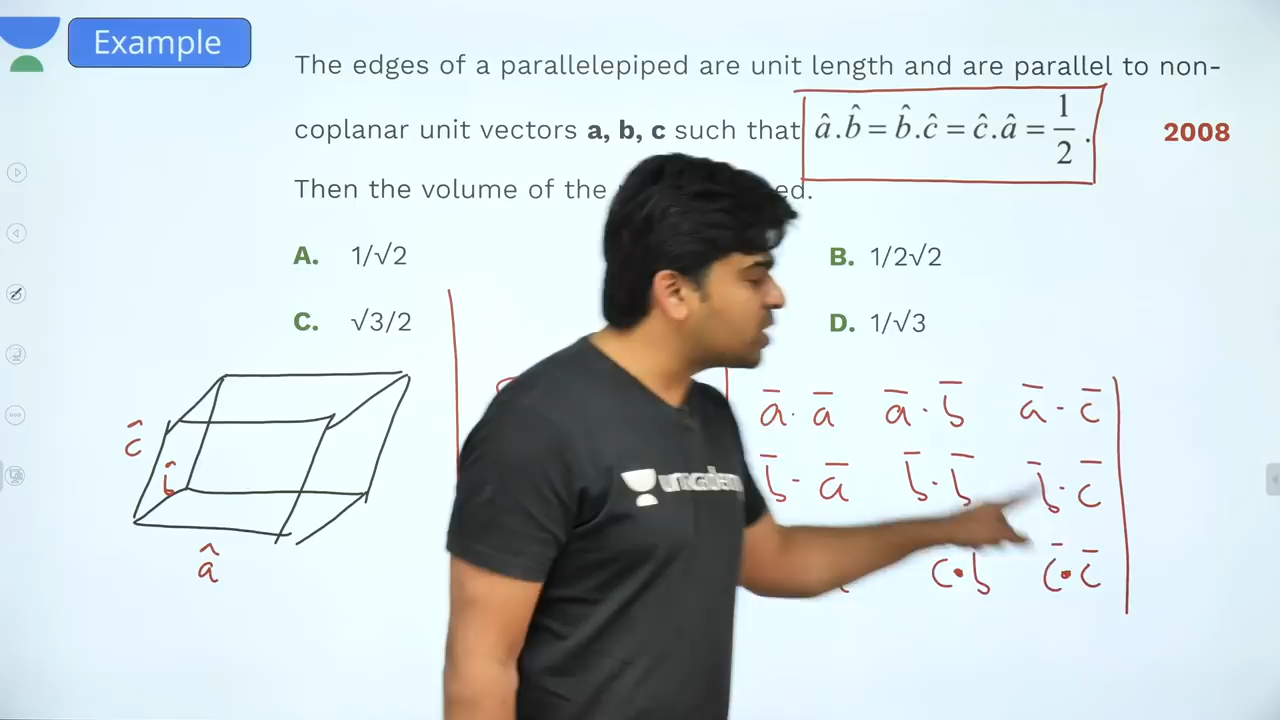 Example
The edges of a parallelepiped are unit length and are parallel to non-
coplanar unit vectors a, b, c such that â.b̂ = b̂.ĉ = ĉ.â = 1/2 .
2008
Then the volume of the
ed.
A. 1/√2
B. 1/2√2
C. √3/2
D. 1/√3
ā · ā ā · b̄ ā · c̄
b̄ · ā b̄ · b̄ b̄ · c̄
c · b c̄ · c̄
ĉ
b̂
â